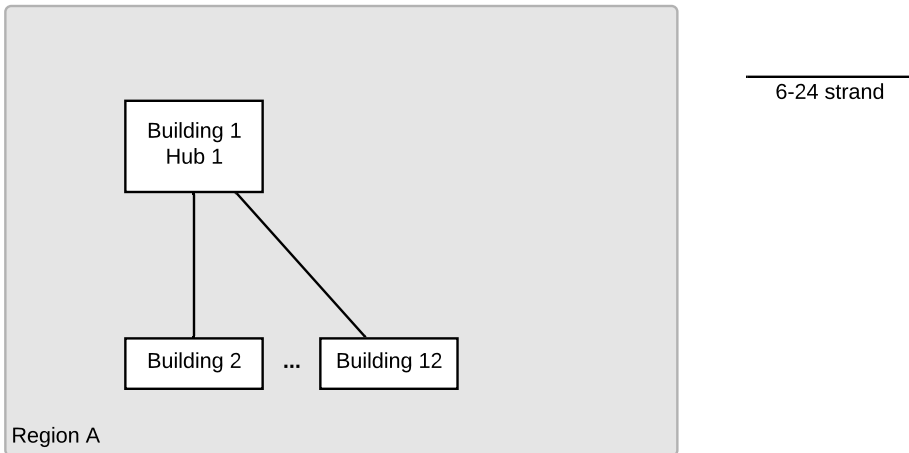 Building 1
Hub 1
6-24 strand
Building 2
...
Building 12
Region A